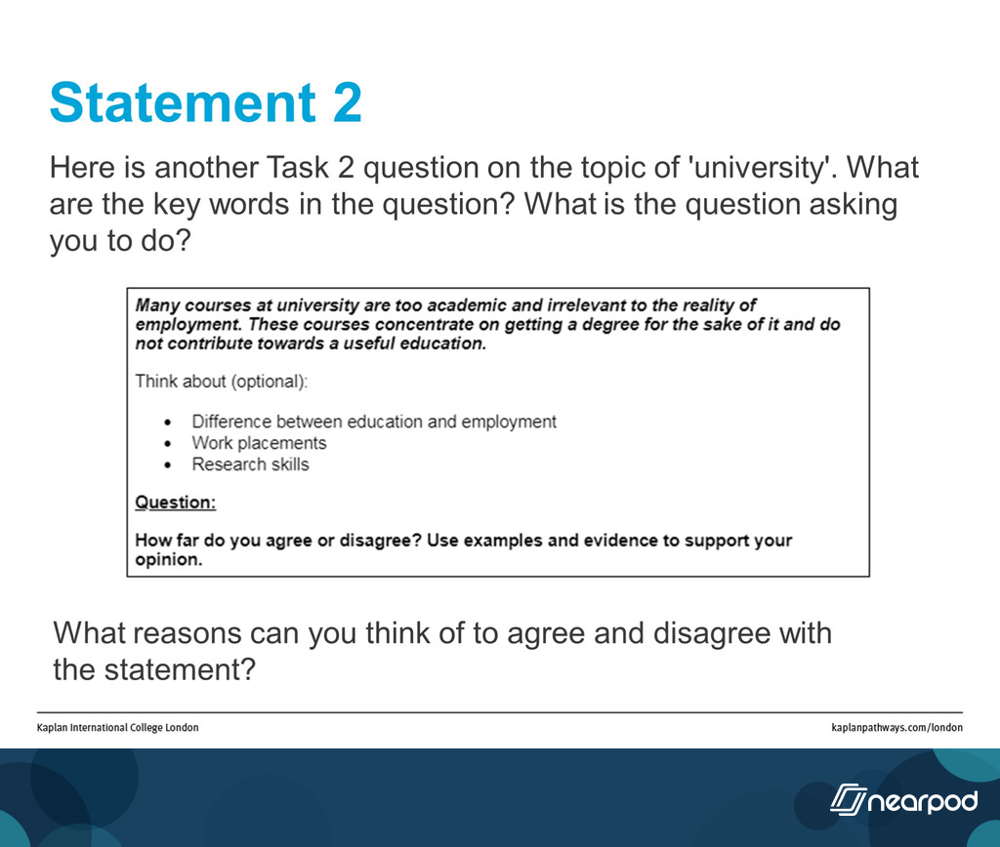 Statement 2
Here is another Task 2 question on the topic of 'university'. What
are the key words in the question? What is the question asking
you to do?
Many courses at university are too academic and irrelevant to the reality of
employment. These courses concentrate on getting a degree for the sake of it and do
not contribute towards a useful education.
Think about (optional):
• Difference between education and employment
• Work placements
• Research skills
Question:
How far do you agree or disagree? Use examples and evidence to support your
opinion.
What reasons can you think of to agree and disagree with
the statement?
Kaplan International College London
kaplanpathways.com/london
nearpod